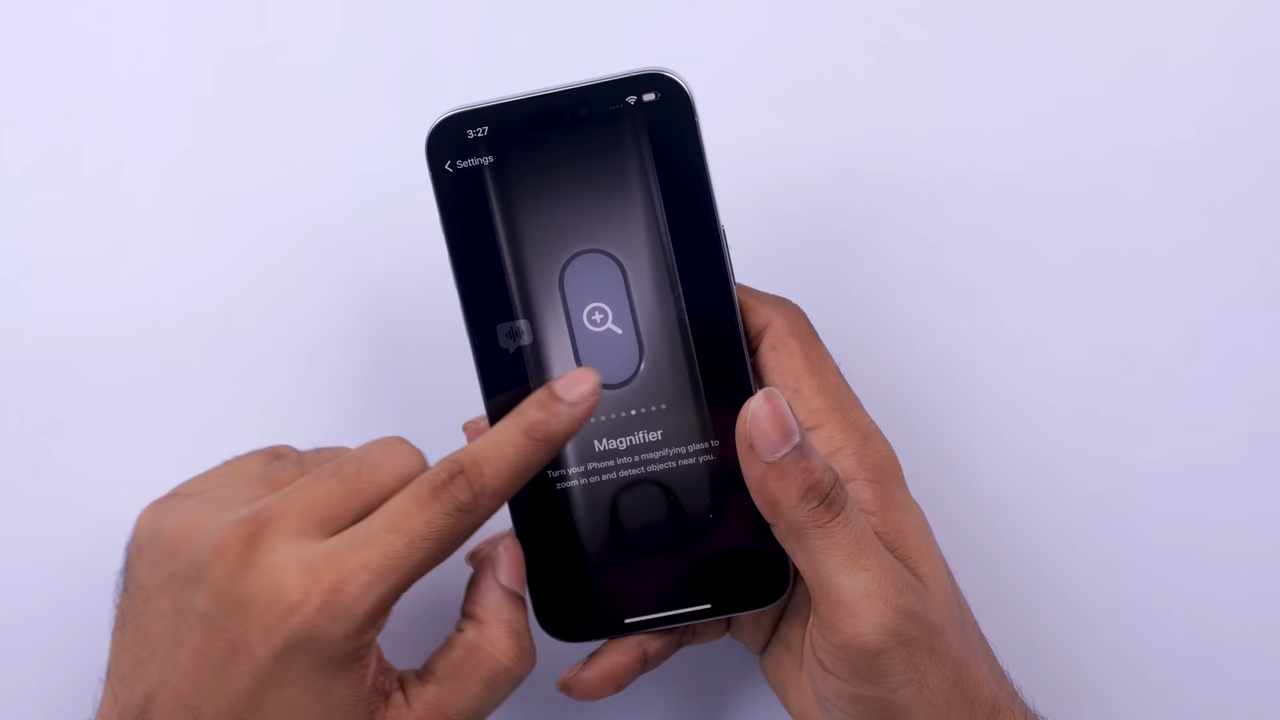 3:27
Settings
Magnifier
Turn your iPhone into a magnifying glass to
zoom in on and detect objects near you.